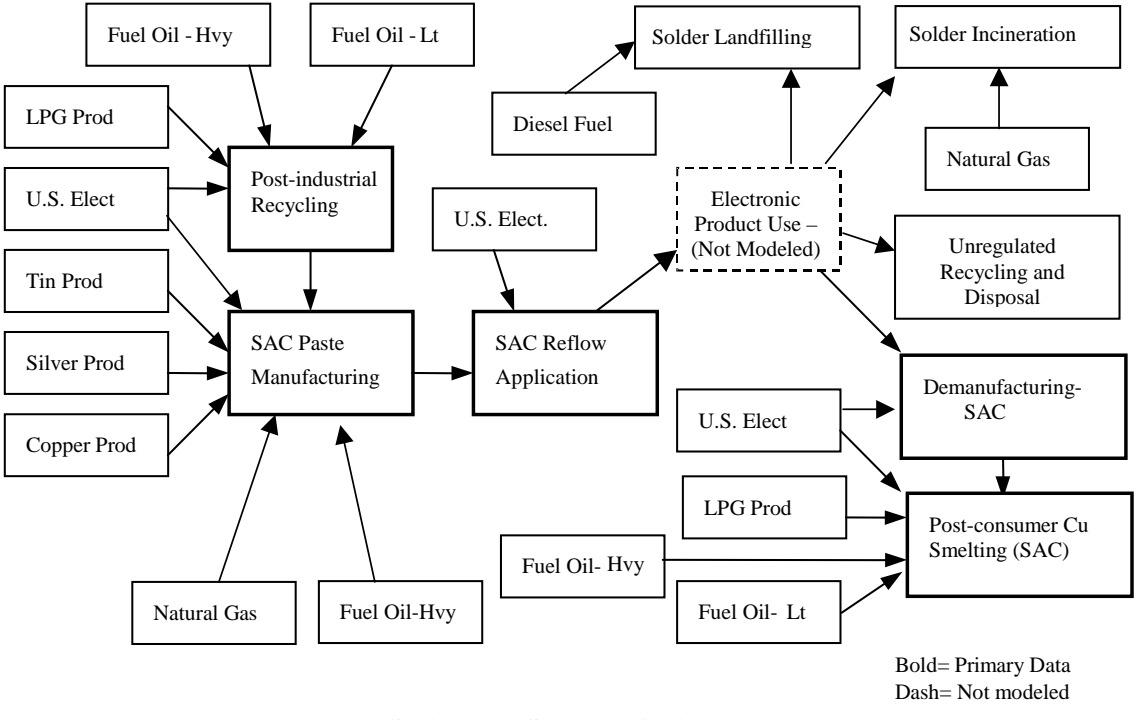 Fuel Oil - Hvy
Fuel Oil - Lt
Solder Landfilling
Solder Incineration
LPG Prod
Diesel Fuel
Natural Gas
Post-industrial
Recycling
U.S. Elect
U.S. Elect.
Electronic
Product Use –
(Not Modeled)
Unregulated
Recycling and
Disposal
Tin Prod
SAC Paste
Manufacturing
SAC Reflow
Application
Silver Prod
Demanufacturing-
SAC
Copper Prod
U.S. Elect
LPG Prod
Post-consumer Cu
Smelting (SAC)
Fuel Oil- Hvy
Natural Gas
Fuel Oil-Hvy
Fuel Oil- Lt
Bold= Primary Data
Dash= Not modeled